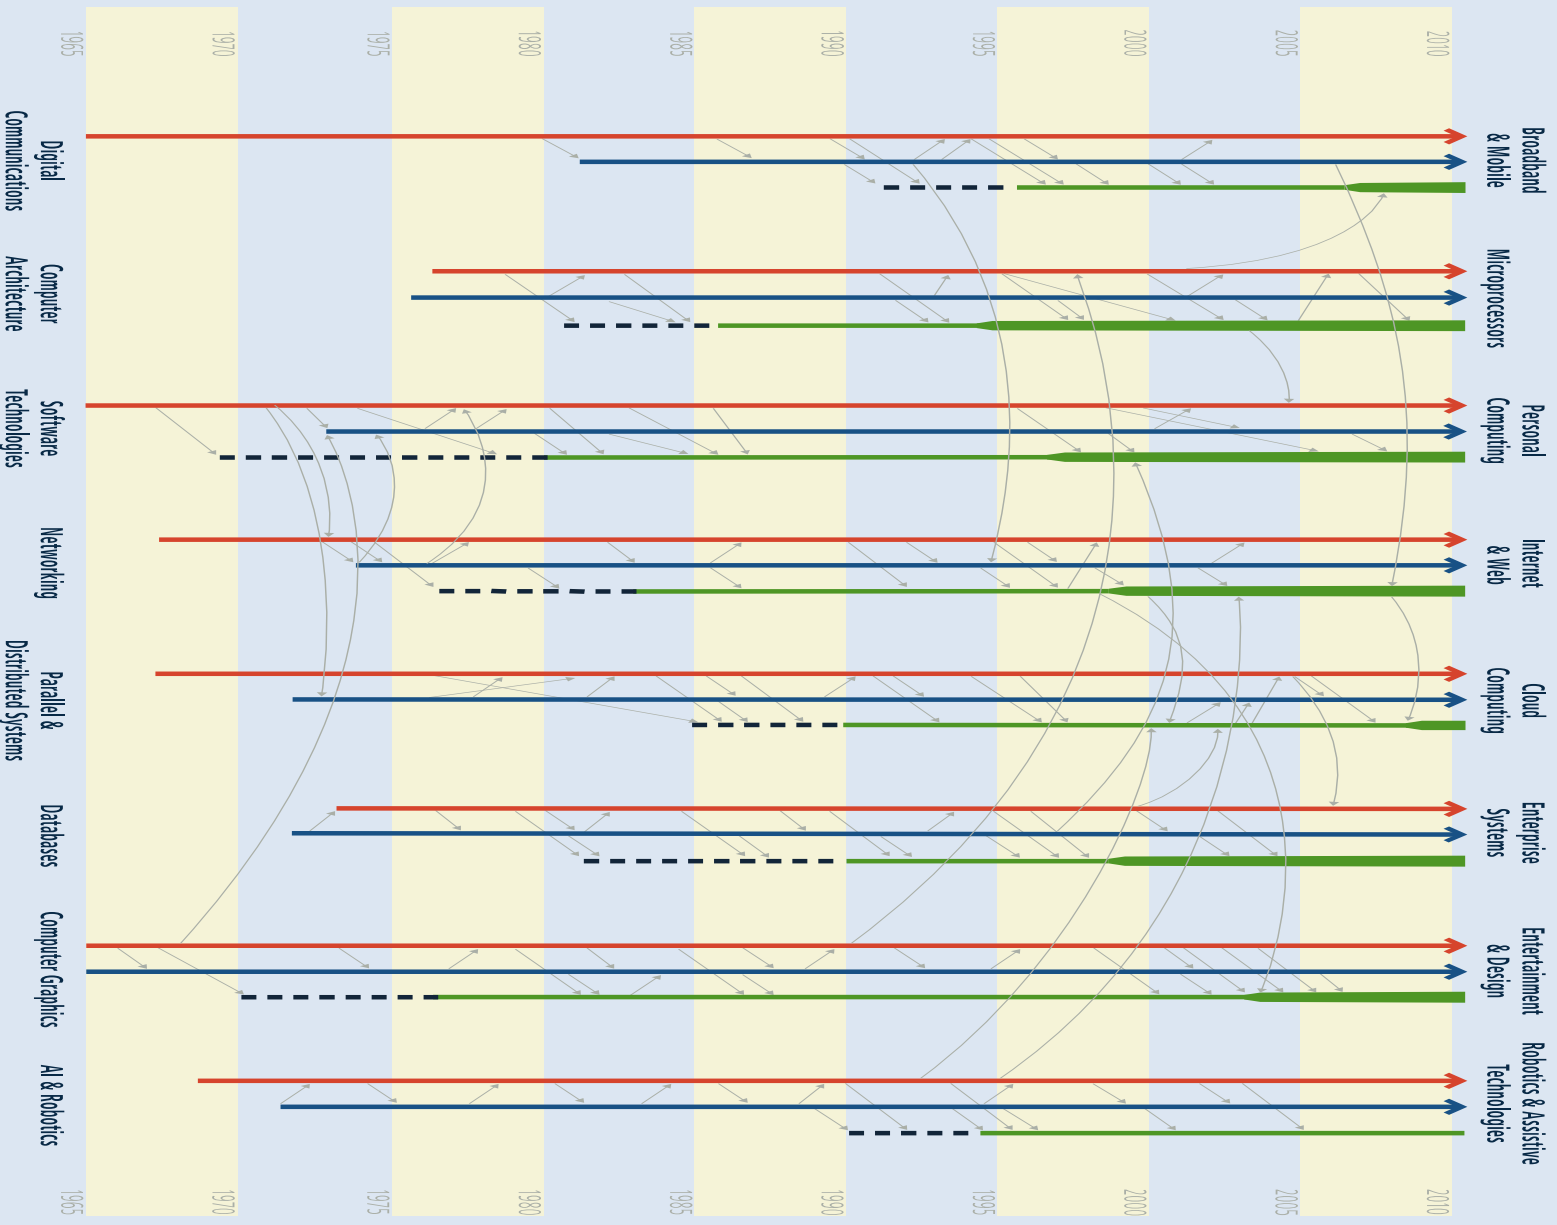 1965
1970
1975
1980
1985
1990
1995
2000
2005
2010
Digital
Communications
Broadband
& Mobile
Computer
Architecture
Microprocessors
Software
Technologies
Personal
Computing
Networking
Internet
& Web
Parallel &
Distributed Systems
Cloud
Computing
Databases
Enterprise
Systems
Computer Graphics
Entertainment
& Design
AI & Robotics
Robotics & Assistive
Technologies
1965
1970
1975
1980
1985
1990
1995
2000
2005
2010